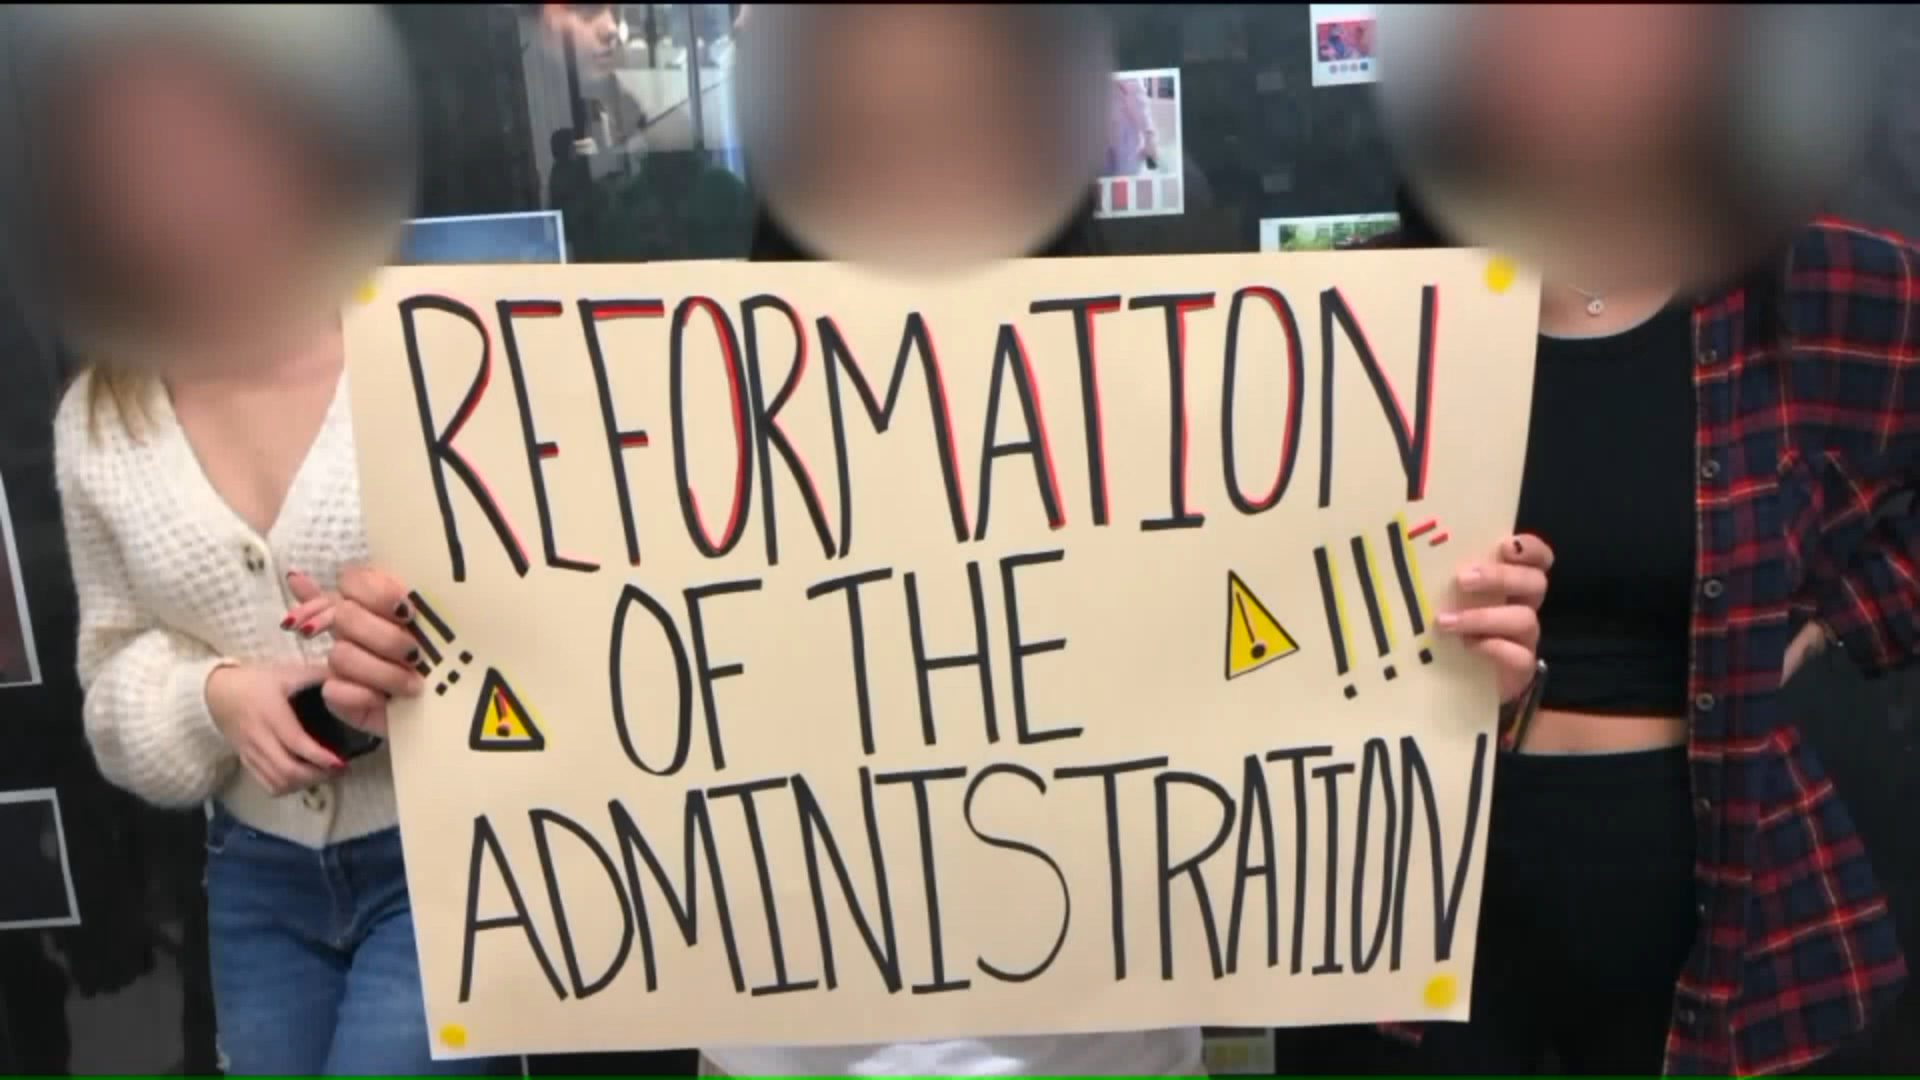 REFORMATION
OF THE
!!!
!!!
ADMINISTRATION